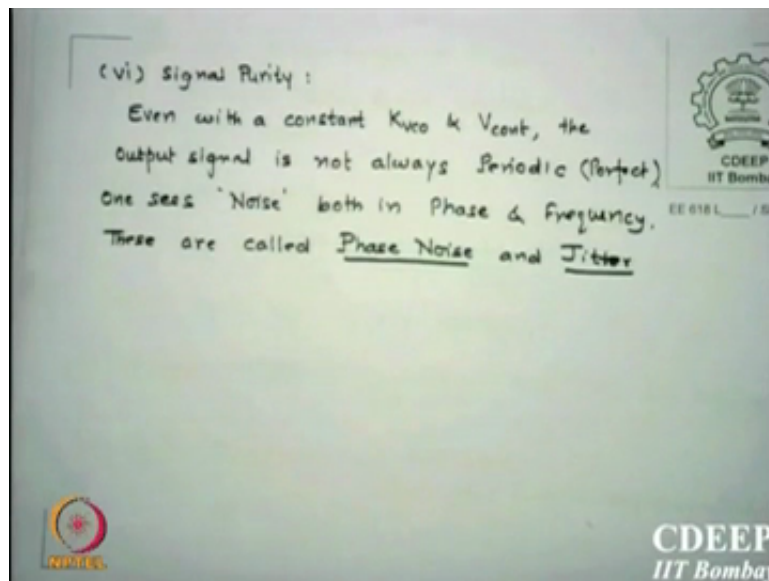 (vi) Signal Purity :
Even with a constant Kvco & Vcont, the
output signal is not always Periodic (Perfect)
One sees 'Noise' both in Phase & Frequency.
These are called Phase Noise and Jitter
CDEEP
IIT Bomba
EE 618 L____ / S
NPTEL
CDEEP
IIT Bombay